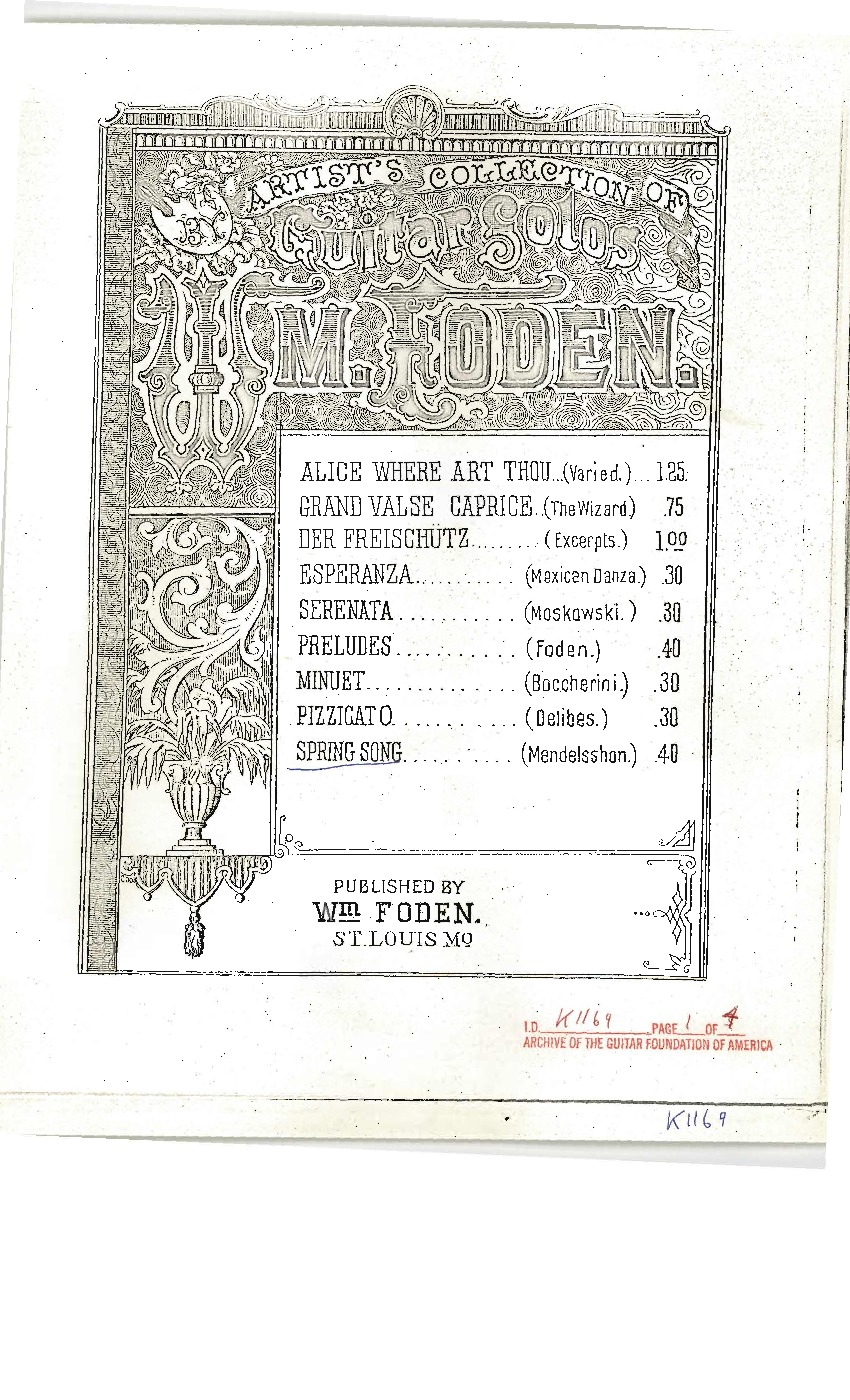 ARTIST'S COLLECTION OF
Guitar Solos
BY
WM. FODEN.
ALICE WHERE ART THOU...(Varied.)... 1.25.
GRAND VALSE CAPRICE..(The Wizard.) .75
DER FREISCHÜTZ........(Excerpts.) 1.00
ESPERANZA..........(Mexican Danza.) .30
SERENATA..........(Moskowski.) .30
PRELUDES...........(Foden.) .40
MINUET.............(Boccherini.) .30
PIZZICATO..........(Delibes.) .30
SPRING SONG..........(Mendelsshon.) .40
PUBLISHED BY
Wm FODEN.
ST. LOUIS MO
I.D. K1169 PAGE 1 OF 4
ARCHIVE OF THE GUITAR FOUNDATION OF AMERICA
K1169